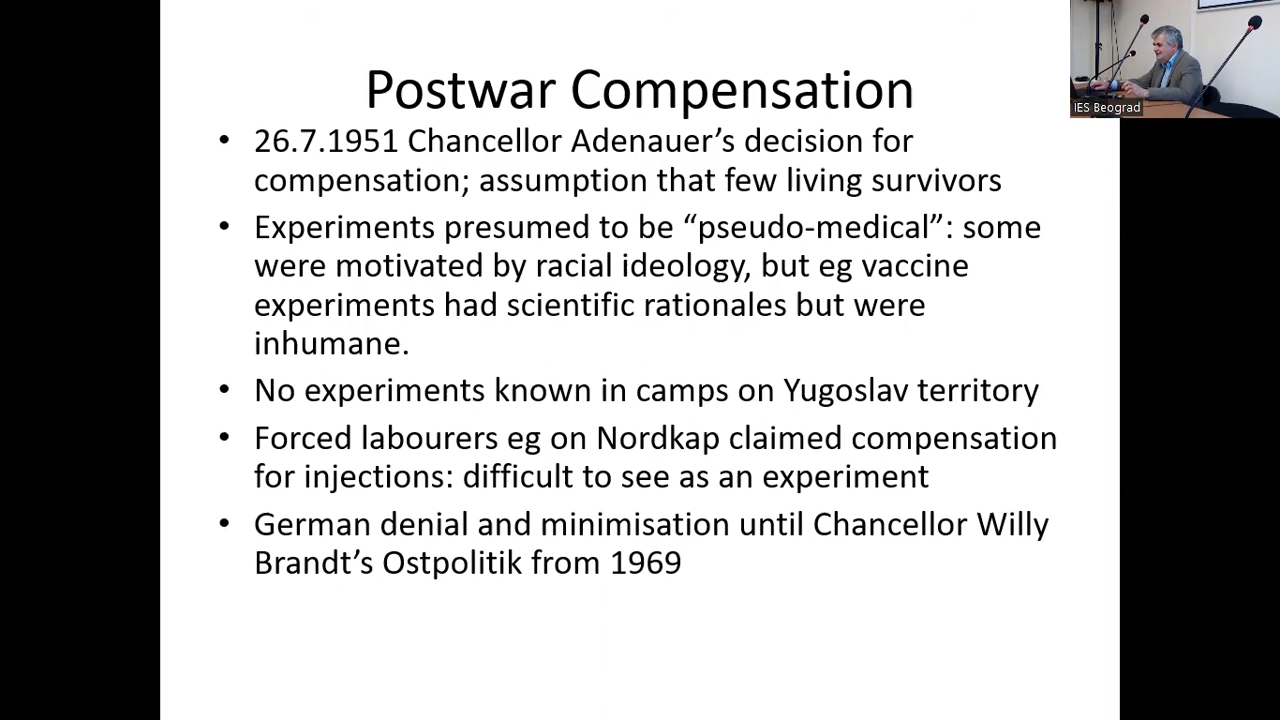 Postwar Compensation
• 26.7.1951 Chancellor Adenauer’s decision for
compensation; assumption that few living survivors
• Experiments presumed to be “pseudo-medical”: some
were motivated by racial ideology, but eg vaccine
experiments had scientific rationales but were
inhumane.
• No experiments known in camps on Yugoslav territory
• Forced labourers eg on Nordkap claimed compensation
for injections: difficult to see as an experiment
• German denial and minimisation until Chancellor Willy
Brandt’s Ostpolitik from 1969
IES Beograd